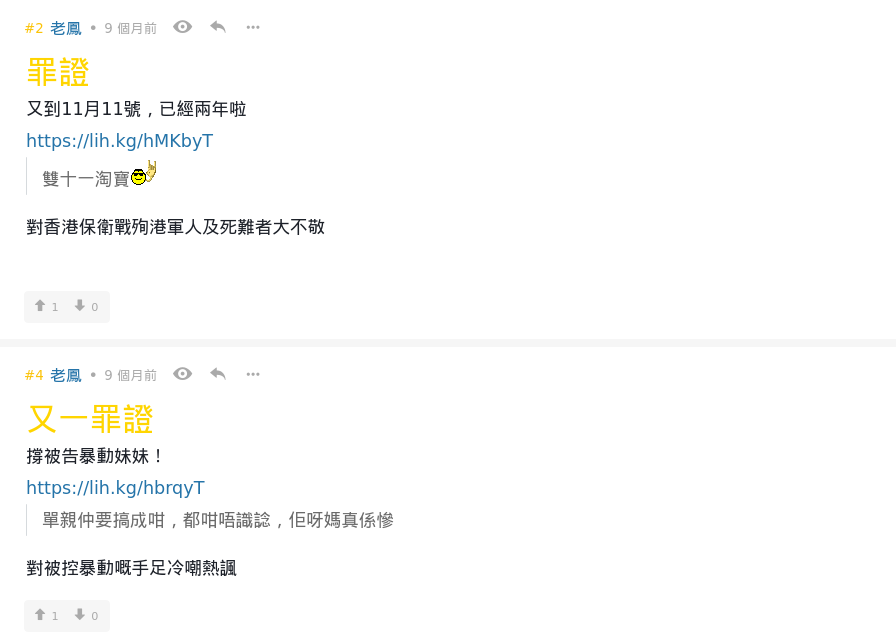 #2 老鳳 • 9 個月前
罪證
又到11月11號，已經兩年啦
https://lih.kg/hMKbyT
雙十一淘寶
對香港保衛戰殉港軍人及死難者大不敬
1 0
#4 老鳳 • 9 個月前
又一罪證
撐被告暴動妹妹！
https://lih.kg/hbrqyT
單親仲要搞成咁，都咁唔識諗，佢呀媽真係慘
對被控暴動嘅手足冷嘲熱諷
1 0